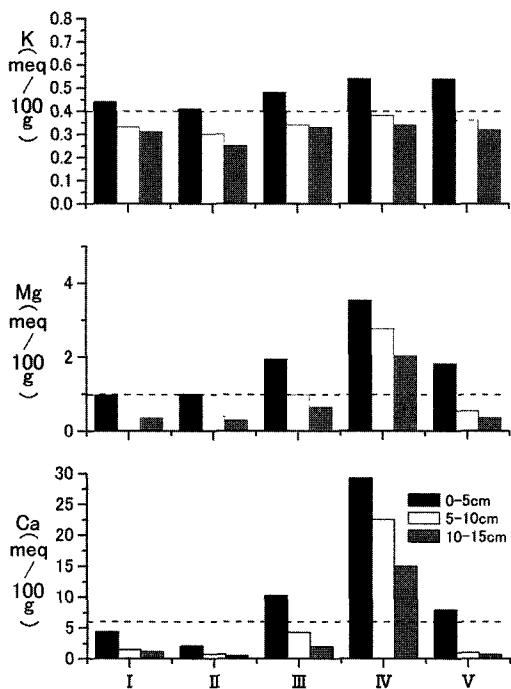 K
( meq / 100 g )
0.8
0.7
0.6
0.5
0.4
0.3
0.2
0.1
0.0
Mg
( meq / 100 g )
4
2
0
Ca
( meq / 100 g )
30
25
20
15
10
5
0
0-5cm
5-10cm
10-15cm
I II III IV V